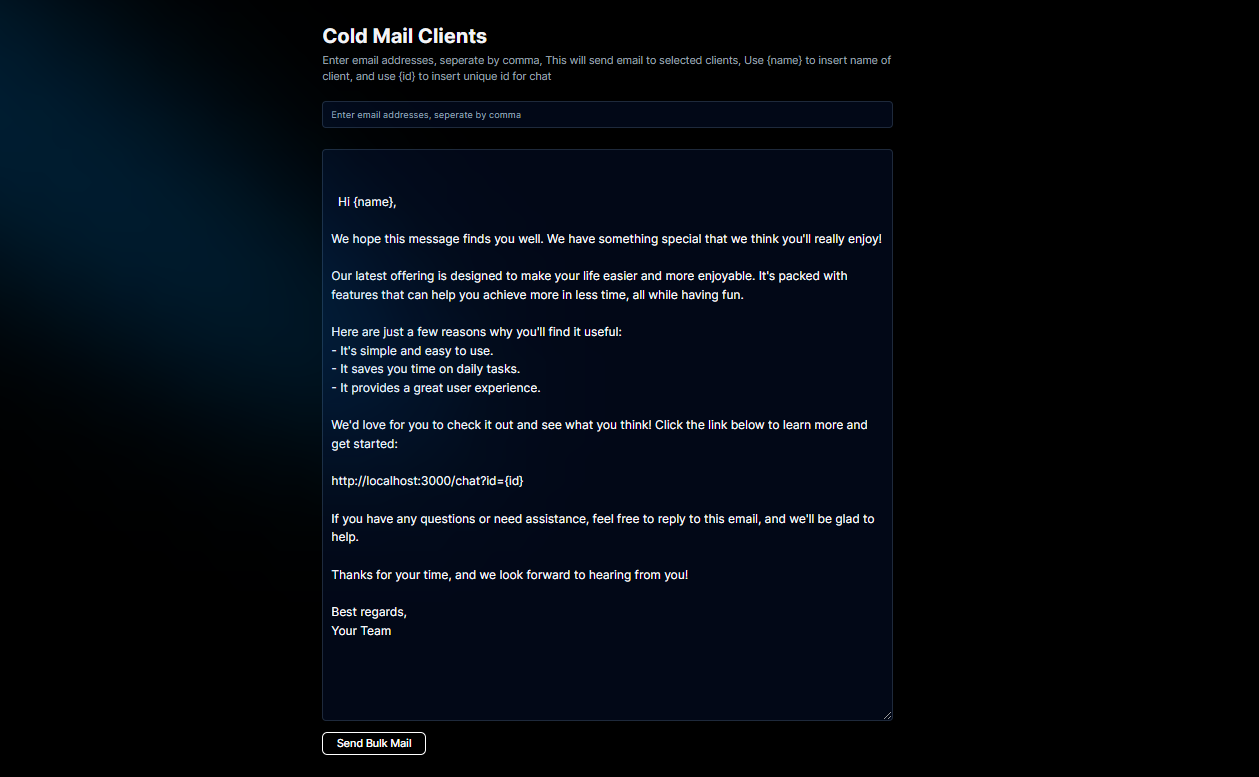 Cold Mail Clients
Enter email addresses, seperate by comma, This will send email to selected clients, Use {name} to insert name of
client, and use {id} to insert unique id for chat
Enter email addresses, seperate by comma
Hi {name},
We hope this message finds you well. We have something special that we think you'll really enjoy!
Our latest offering is designed to make your life easier and more enjoyable. It's packed with
features that can help you achieve more in less time, all while having fun.
Here are just a few reasons why you'll find it useful:
- It's simple and easy to use.
- It saves you time on daily tasks.
- It provides a great user experience.
We'd love for you to check it out and see what you think! Click the link below to learn more and
get started:
http://localhost:3000/chat?id={id}
If you have any questions or need assistance, feel free to reply to this email, and we'll be glad to
help.
Thanks for your time, and we look forward to hearing from you!
Best regards,
Your Team
Send Bulk Mail